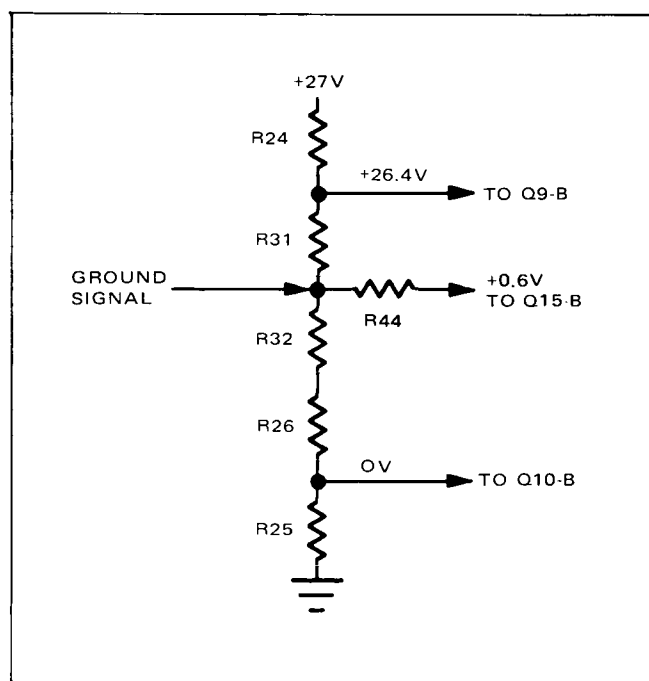 +27V
R24
+26.4V
TO Q9-B
R31
GROUND
SIGNAL
+0.6V
TO Q15-B
R44
R32
R26
0V
TO Q10-B
R25